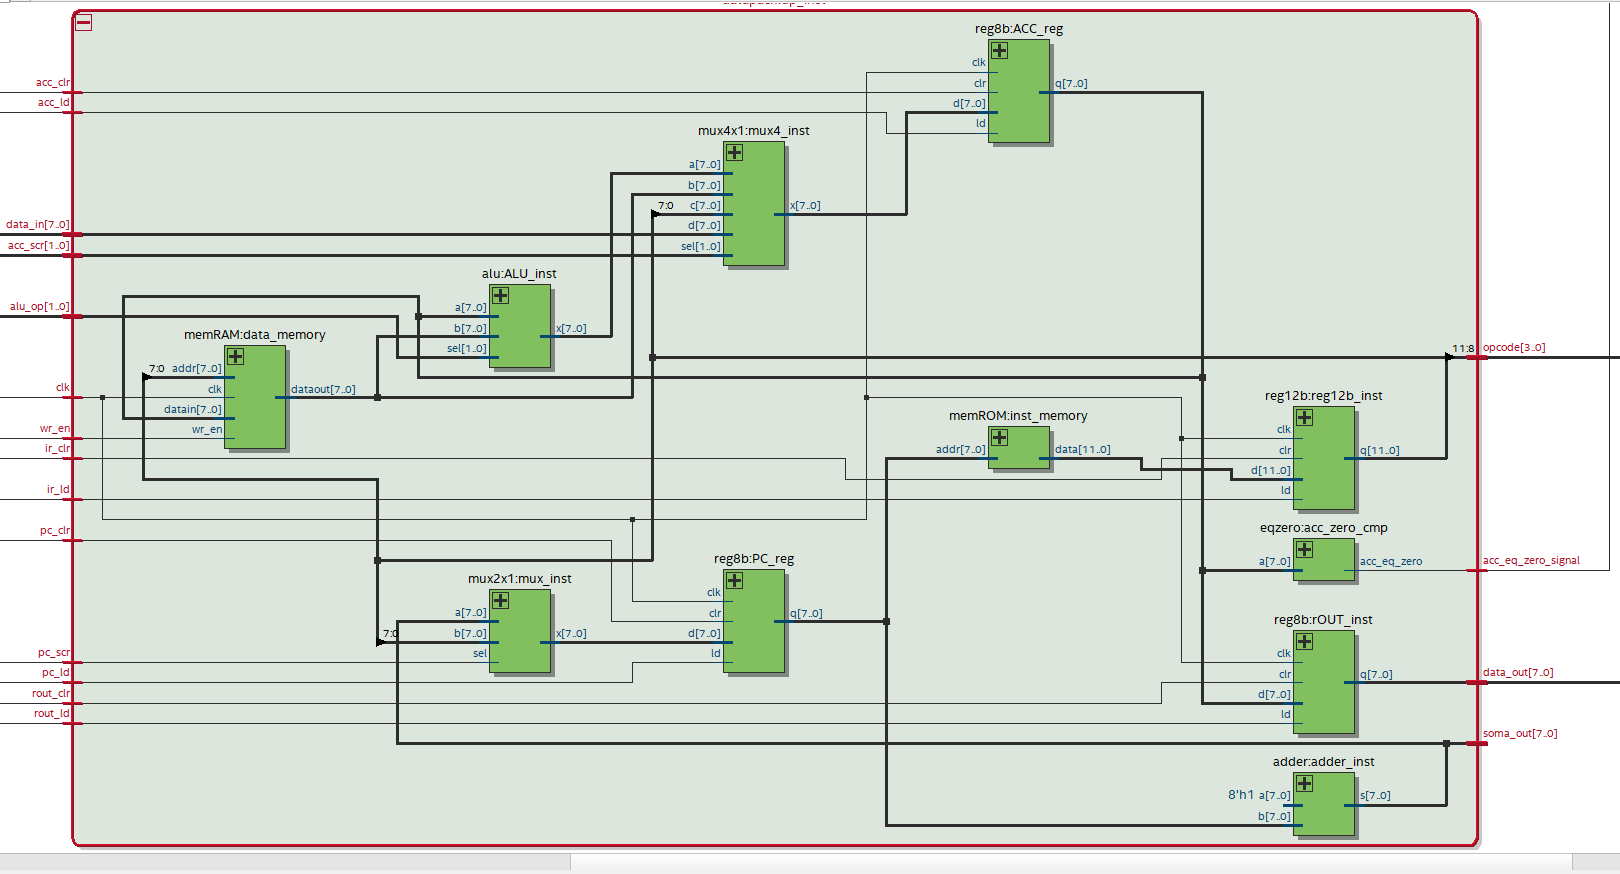 reg8b:ACC_reg
clk
clr
d[7..0]
ld
q[7..0]
acc_clr
acc_ld
mux4x1:mux4_inst
a[7..0]
b[7..0]
7:0
c[7..0]
d[7..0]
sel[1..0]
x[7..0]
data_in[7..0]
acc_scr[1..0]
alu:ALU_inst
a[7..0]
b[7..0]
sel[1..0]
x[7..0]
alu_op[1..0]
memRAM:data_memory
7:0
addr[7..0]
clk
datain[7..0]
wr_en
dataout[7..0]
11:8
opcode[3..0]
clk
wr_en
ir_clr
ir_ld
pc_clr
memROM:inst_memory
addr[7..0]
data[11..0]
reg12b:reg12b_inst
clk
clr
d[11..0]
ld
q[11..0]
eqzero:acc_zero_cmp
a[7..0]
acc_eq_zero
acc_eq_zero_signal
reg8b:PC_reg
clk
clr
d[7..0]
ld
q[7..0]
mux2x1:mux_inst
a[7..0]
7:0
b[7..0]
sel
x[7..0]
pc_scr
pc_ld
rout_clr
rout_ld
reg8b:rOUT_inst
clk
clr
d[7..0]
ld
q[7..0]
data_out[7..0]
soma_out[7..0]
adder:adder_inst
8'h1
a[7..0]
b[7..0]
s[7..0]